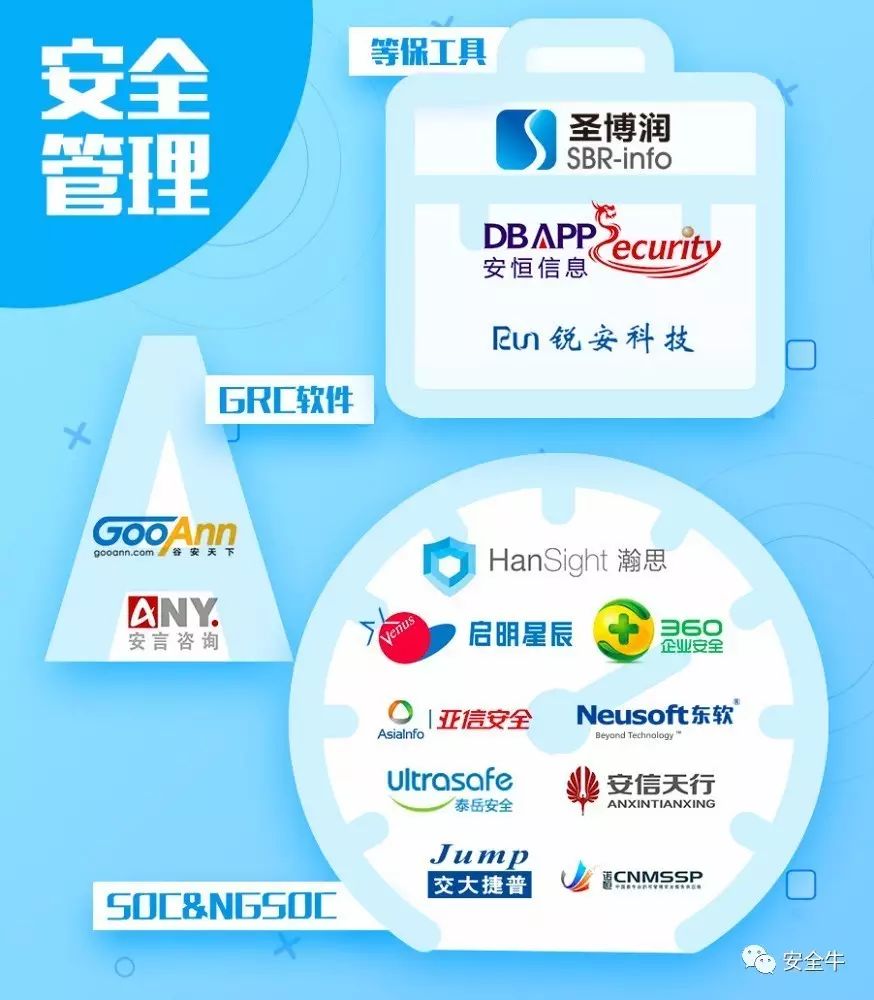 安全
管理
等保工具
圣博润
SBR-info
DBAPPSecurity
安恒信息
Run 锐安科技
GRC软件
GooAnn
gooann.com 谷安天下
ANY.
安言咨询
HanSight 瀚思
Venus 启明星辰
360
企业安全
AsiaInfo 亚信安全
Neusoft东软®
Beyond Technology™
Ultrasafe
泰岳安全
安信天行
ANXINTIANXING
Jump
交大捷普
CNMSSP
SOC&NGSOC
安全牛